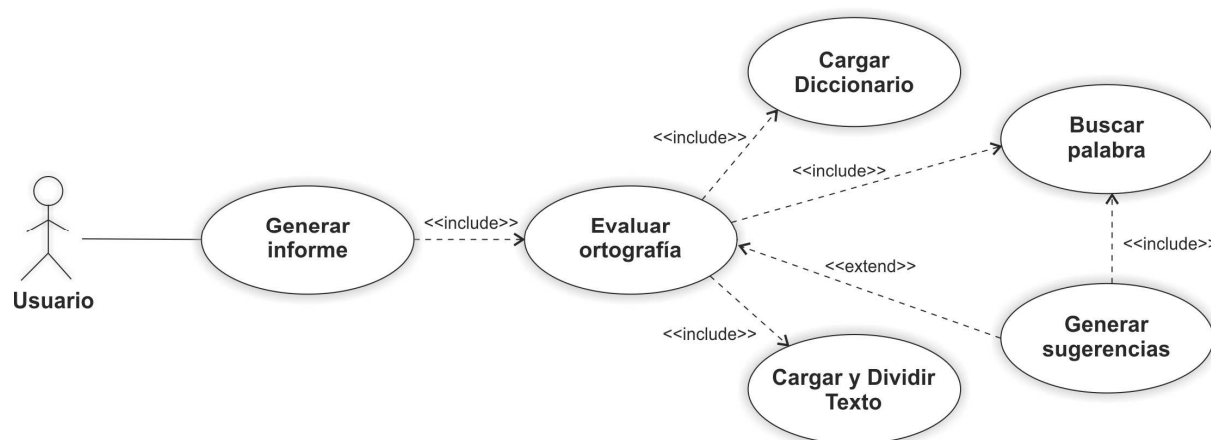 Cargar
Diccionario
<<include>>
Buscar
palabra
<<include>>
Generar
informe
<<include>>
Evaluar
ortografía
<<include>>
<<extend>>
Usuario
<<include>>
Generar
sugerencias
Cargar y Dividir
Texto